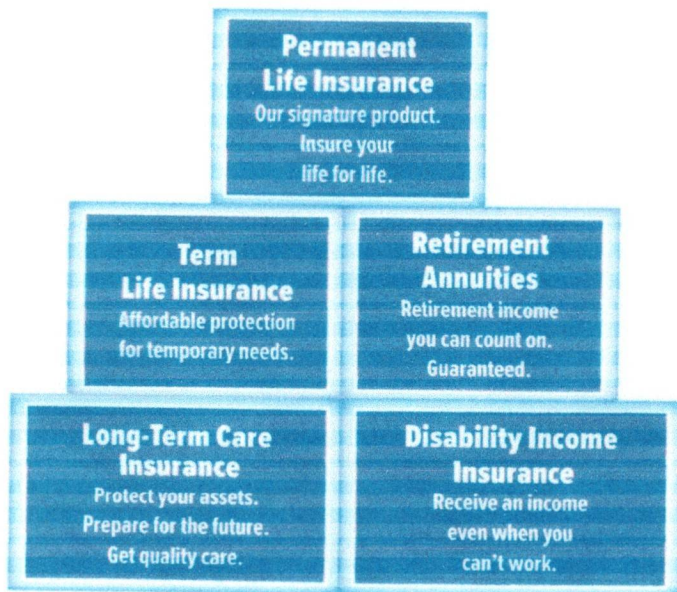 Permanent
Life Insurance
Our signature product.
Insure your
life for life.
Term
Life Insurance
Affordable protection
for temporary needs.
Retirement
Annuities
Retirement income
you can count on.
Guaranteed.
Long-Term Care
Insurance
Protect your assets.
Prepare for the future.
Get quality care.
Disability Income
Insurance
Receive an income
even when you
can't work.